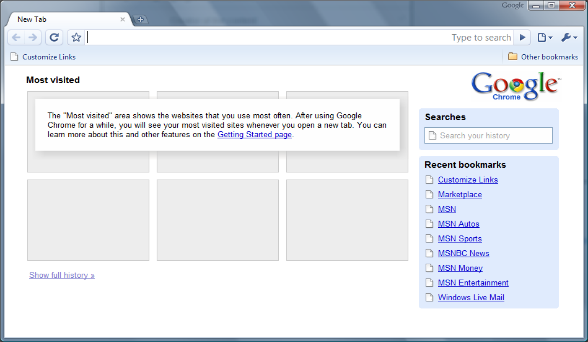 Google
New Tab
Type to search
Customize Links
Other bookmarks
Most visited
The "Most visited" area shows the websites that you use most often. After using Google
Chrome for a while, you will see your most visited sites whenever you open a new tab. You can
learn more about this and other features on the Getting Started page.
Show full history »
Google
Chrome
Searches
Search your history
Recent bookmarks
Customize Links
Marketplace
MSN
MSN Autos
MSN Sports
MSNBC News
MSN Money
MSN Entertainment
Windows Live Mail